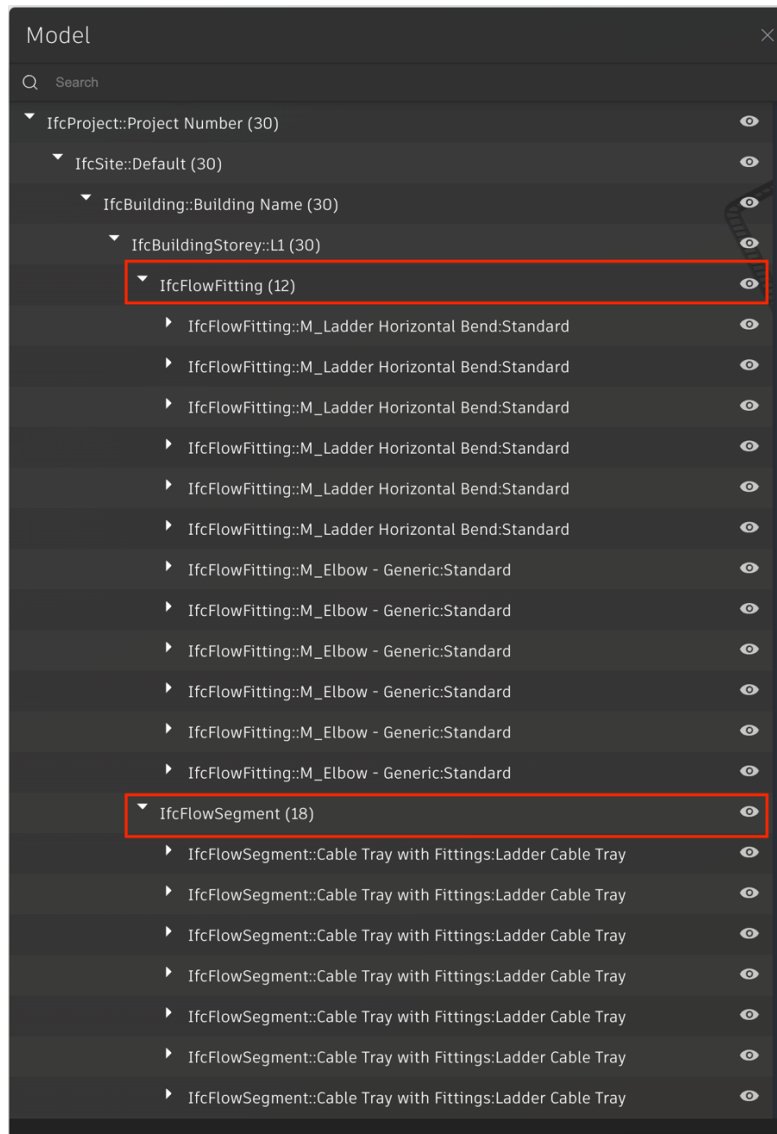 Model
Search
IfcProject::Project Number (30)
IfcSite::Default (30)
IfcBuilding::Building Name (30)
IfcBuildingStorey::L1 (30)
IfcFlowFitting (12)
IfcFlowFitting::M_Ladder Horizontal Bend:Standard
IfcFlowFitting::M_Ladder Horizontal Bend:Standard
IfcFlowFitting::M_Ladder Horizontal Bend:Standard
IfcFlowFitting::M_Ladder Horizontal Bend:Standard
IfcFlowFitting::M_Ladder Horizontal Bend:Standard
IfcFlowFitting::M_Ladder Horizontal Bend:Standard
IfcFlowFitting::M_Elbow - Generic:Standard
IfcFlowFitting::M_Elbow - Generic:Standard
IfcFlowFitting::M_Elbow - Generic:Standard
IfcFlowFitting::M_Elbow - Generic:Standard
IfcFlowFitting::M_Elbow - Generic:Standard
IfcFlowFitting::M_Elbow - Generic:Standard
IfcFlowSegment (18)
IfcFlowSegment::Cable Tray with Fittings:Ladder Cable Tray
IfcFlowSegment::Cable Tray with Fittings:Ladder Cable Tray
IfcFlowSegment::Cable Tray with Fittings:Ladder Cable Tray
IfcFlowSegment::Cable Tray with Fittings:Ladder Cable Tray
IfcFlowSegment::Cable Tray with Fittings:Ladder Cable Tray
IfcFlowSegment::Cable Tray with Fittings:Ladder Cable Tray
IfcFlowSegment::Cable Tray with Fittings:Ladder Cable Tray